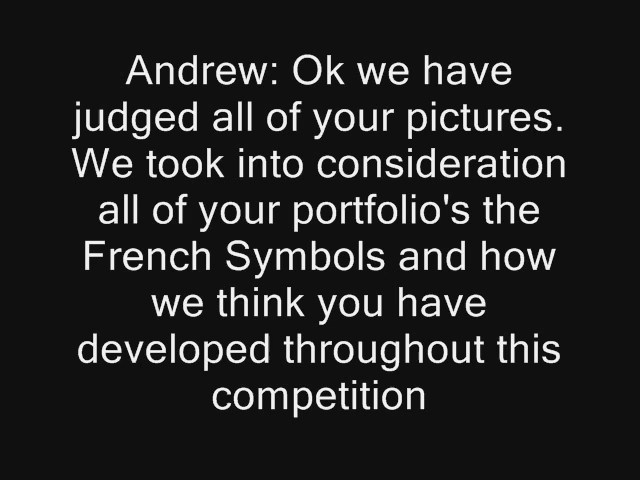 Andrew: Ok we have
judged all of your pictures.
We took into consideration
all of your portfolio's the
French Symbols and how
we think you have
developed throughout this
competition